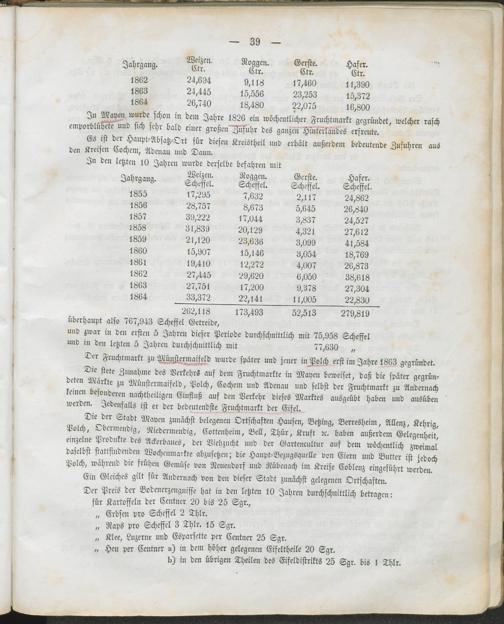 — 39 —
Jahrgang. Weizen. Roggen. Gerste. Hafer.
Ctr. Ctr. Ctr. Ctr.
1862 24,694 9,118 17,460 11,390
1863 24,445 15,556 23,253 15,372
1864 26,740 18,480 22,075 16,800
In Mayen wurde schon in dem Jahre 1826 ein wöchentlicher Fruchtmarkt gegründet, welcher rasch
emporblühete und sich sehr bald einer großen Zufuhr des ganzen Hinterlandes erfreute.
Es ist der Haupt-Absatz-Ort für diesen Kreistheil und erhält außerdem bedeutende Zufuhren aus
den Kreisen Cochem, Adenau und Daun.
In den letzten 10 Jahren wurde derselbe befahren mit
Jahrgang. Weizen. Roggen. Gerste. Hafer.
Scheffel. Scheffel. Scheffel. Scheffel.
1855 17,295 7,632 2,117 24,862
1856 28,757 8,673 5,645 26,840
1857 39,222 17,044 3,837 24,527
1858 31,839 20,129 4,321 27,612
1859 21,120 23,636 3,099 41,584
1860 15,907 15,146 3,054 18,769
1861 19,410 12,272 4,007 26,873
1862 27,445 29,620 6,050 38,618
1863 27,751 17,200 9,378 27,304
1864 33,372 22,141 11,005 22,830
262,118 173,493 52,513 279,819
überhaupt also 767,943 Scheffel Getreide,
und zwar in den ersten 5 Jahren dieser Periode durchschnittlich mit 75,958 Scheffel
und in den letzten 5 Jahren durchschnittlich mit 77,630 „
Der Fruchtmarkt zu Münstermaifeld wurde später und jener in Polch erst im Jahre 1863 gegründet.
Die stete Zunahme des Verkehrs auf dem Fruchtmarkte in Mayen beweiset, daß die später gegrün-
deten Märkte zu Münstermaifeld, Polch, Cochem und Adenau und selbst der Fruchtmarkt zu Andernach
keinen besonderen nachtheiligen Einfluß auf den Verkehr dieses Marktes ausgeübt haben und ausüben
werden. Jedenfalls ist er der bedeutendste Fruchtmarkt der Eifel.
Die der Stadt Mayen zunächst gelegenen Ortschaften Hausen, Betzing, Berresheim, Allenz, Kehrig,
Polch, Obermendig, Niedermendig, Cottenheim, Bell, Thür, Kruft ꝛc. haben außerdem Gelegenheit,
einzelne Produkte des Ackerbaues, der Viehzucht und der Gartencultur auf dem wöchentlich zweimal
daselbst stattfindenden Wochenmarkte abzusetzen; die Haupt-Bezugsquelle von Eiern und Butter ist jedoch
Polch, während die frühen Gemüse von Neuendorf und Rübenach im Kreise Coblenz eingeführt werden.
Ein Gleiches gilt für Andernach von den dieser Stadt zunächst gelegenen Ortschaften.
Der Preis der Bodenerzeugnisse hat in den letzten 10 Jahren durchschnittlich betragen:
für Kartoffeln der Centner 20 bis 25 Sgr.,
„ Erbsen pro Scheffel 2 Thlr.
„ Raps pro Scheffel 3 Thlr. 15 Sgr.
„ Klee, Luzerne und Esparsette per Centner 25 Sgr.
„ Heu per Centner a) in dem höher gelegenen Eifeltheile 20 Sgr.
b) in den übrigen Theilen des Eifeldistrikts 25 Sgr. bis 1 Thlr.